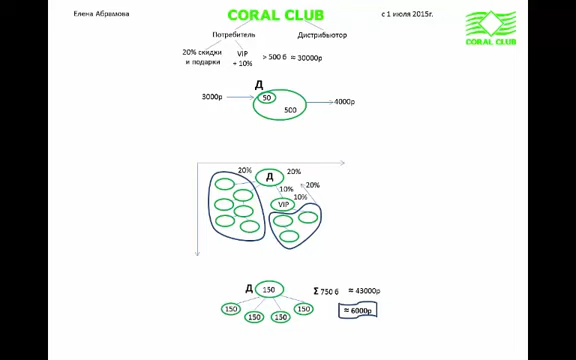 Елена Абрамова
CORAL CLUB
с 1 июля 2015г.
CORAL CLUB
Потребитель
Дистрибьютор
20% скидки
и подарки
VIP
+ 10%
> 500 б ≈ 30000р
Д
3000р
50
500
4000р
20%
Д
20%
10%
20%
VIP
10%
Д
150
Σ 750 б ≈ 43000р
150
150
150
150
≈ 6000р